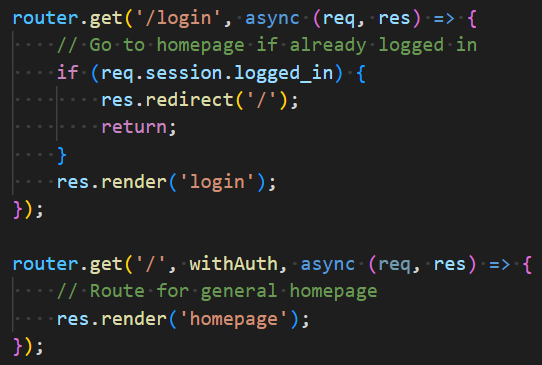 router.get('/login', async (req, res) => {
    // Go to homepage if already logged in
    if (req.session.logged_in) {
        res.redirect('/');
        return;
    }
    res.render('login');
});

router.get('/', withAuth, async (req, res) => {
    // Route for general homepage
    res.render('homepage');
});